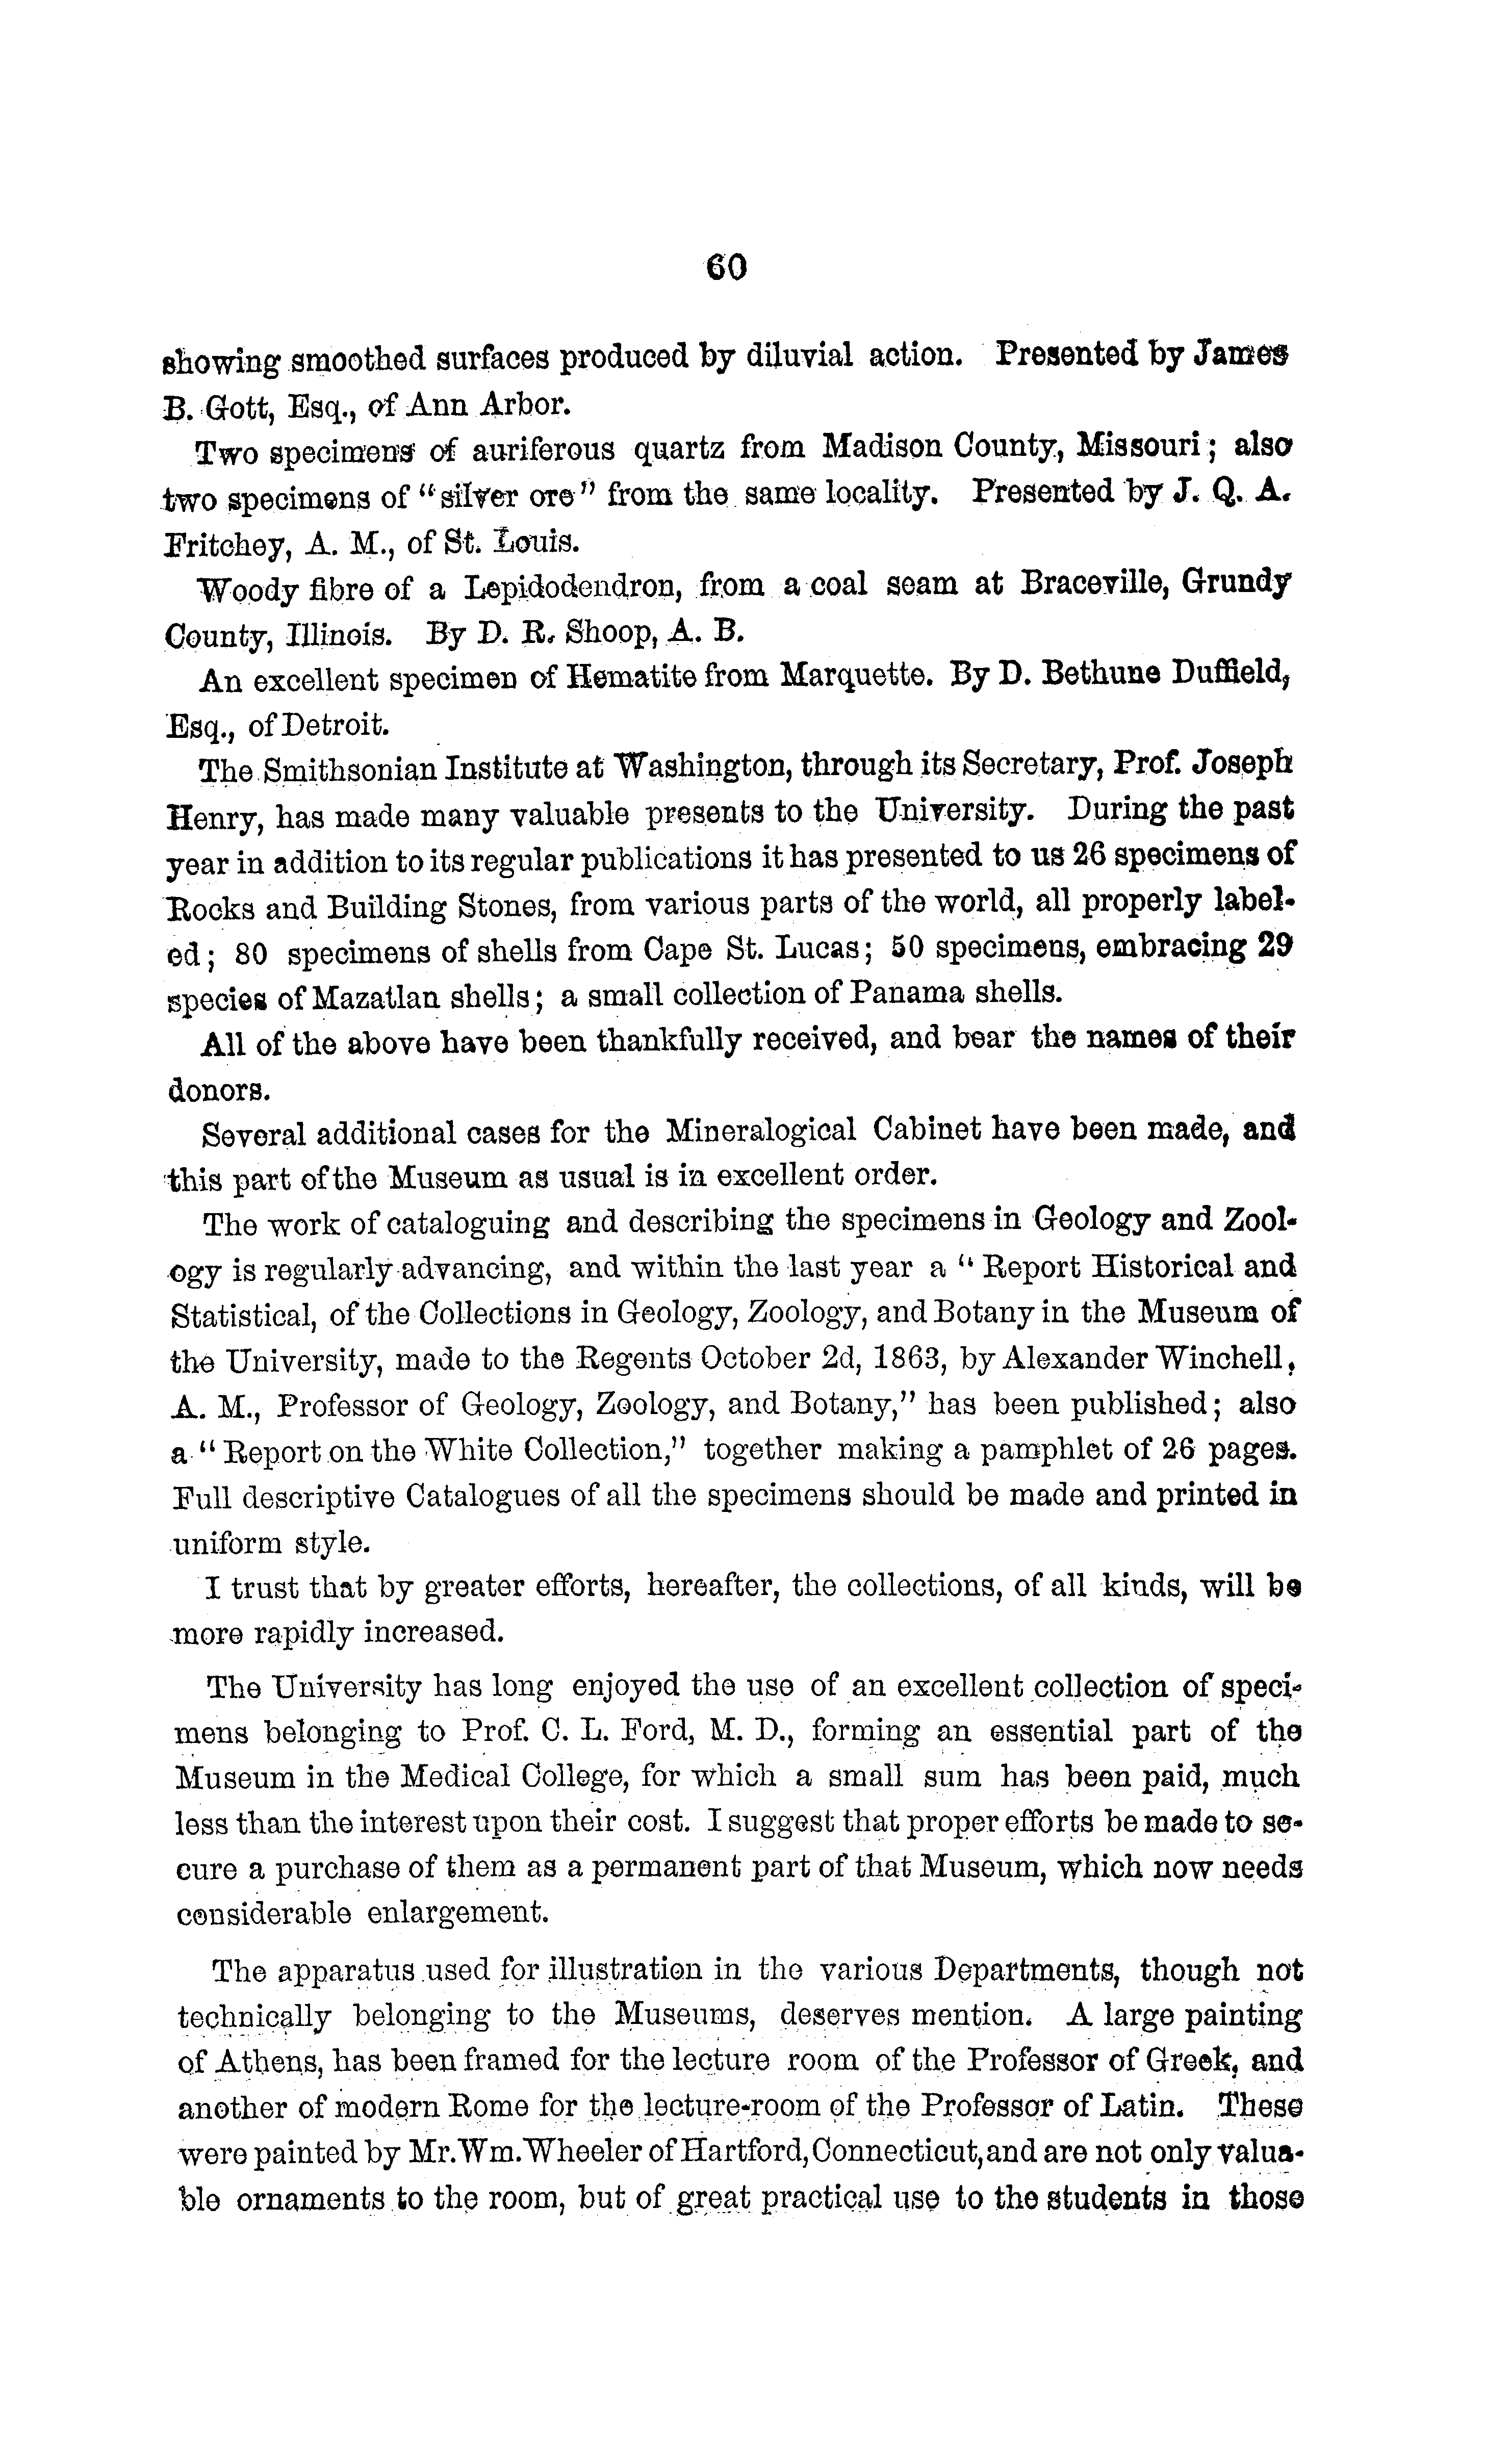 60
showing smoothed surfaces produced by diluvial action. Presented by James
B. Gott, Esq., of Ann Arbor.
Two specimens of auriferous quartz from Madison County, Missouri; also
two specimens of "silver ore" from the same locality. Presented by J. Q. A.
Fritchey, A. M., of St. Louis.
Woody fibre of a Lepidodendron, from a coal seam at Braceville, Grundy
County, Illinois. By D. R. Shoop, A. B.
An excellent specimen of Hematite from Marquette. By D. Bethune Duffield,
Esq., of Detroit.
The Smithsonian Institute at Washington, through its Secretary, Prof. Joseph
Henry, has made many valuable presents to the University. During the past
year in addition to its regular publications it has presented to us 26 specimens of
Rocks and Building Stones, from various parts of the world, all properly label-
ed; 80 specimens of shells from Cape St. Lucas; 50 specimens, embracing 29
species of Mazatlan shells; a small collection of Panama shells.
All of the above have been thankfully received, and bear the names of their
donors.
Several additional cases for the Mineralogical Cabinet have been made, and
this part of the Museum as usual is in excellent order.
The work of cataloguing and describing the specimens in Geology and Zool-
ogy is regularly advancing, and within the last year a "Report Historical and
Statistical, of the Collections in Geology, Zoology, and Botany in the Museum of
the University, made to the Regents October 2d, 1863, by Alexander Winchell,
A. M., Professor of Geology, Zoology, and Botany," has been published; also
a "Report on the White Collection," together making a pamphlet of 26 pages.
Full descriptive Catalogues of all the specimens should be made and printed in
uniform style.
I trust that by greater efforts, hereafter, the collections, of all kinds, will be
more rapidly increased.
The University has long enjoyed the use of an excellent collection of speci-
mens belonging to Prof. C. L. Ford, M. D., forming an essential part of the
Museum in the Medical College, for which a small sum has been paid, much
less than the interest upon their cost. I suggest that proper efforts be made to se-
cure a purchase of them as a permanent part of that Museum, which now needs
considerable enlargement.
The apparatus used for illustration in the various Departments, though not
technically belonging to the Museums, deserves mention. A large painting
of Athens, has been framed for the lecture room of the Professor of Greek, and
another of modern Rome for the lecture-room of the Professor of Latin. These
were painted by Mr. Wm. Wheeler of Hartford, Connecticut, and are not only valua-
ble ornaments to the room, but of great practical use to the students in those